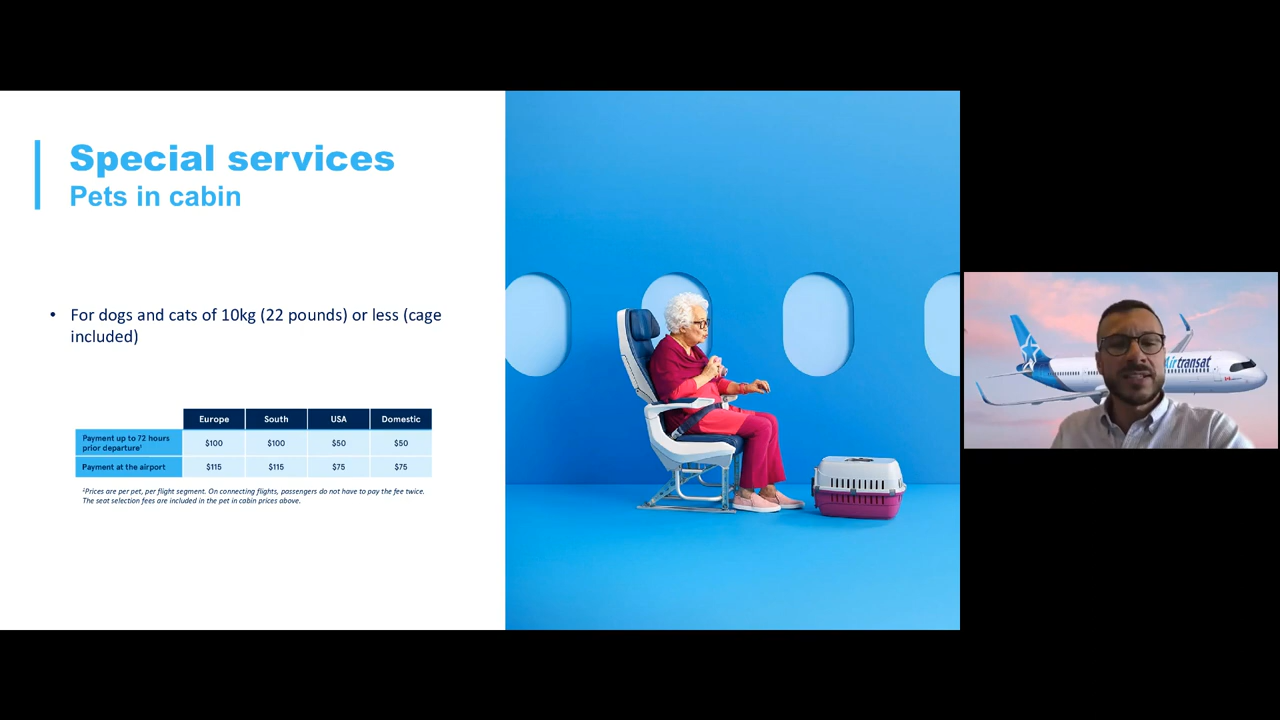 Special services
Pets in cabin
• For dogs and cats of 10kg (22 pounds) or less (cage
included)
Europe South USA Domestic
Payment up to 72 hours
prior departure¹ $100 $100 $50 $50
Payment at the airport $115 $115 $75 $75
¹Prices are per pet, per flight segment. On connecting flights, passengers do not have to pay the fee twice.
The seat selection fees are included in the pet in cabin prices above.
Airtransat